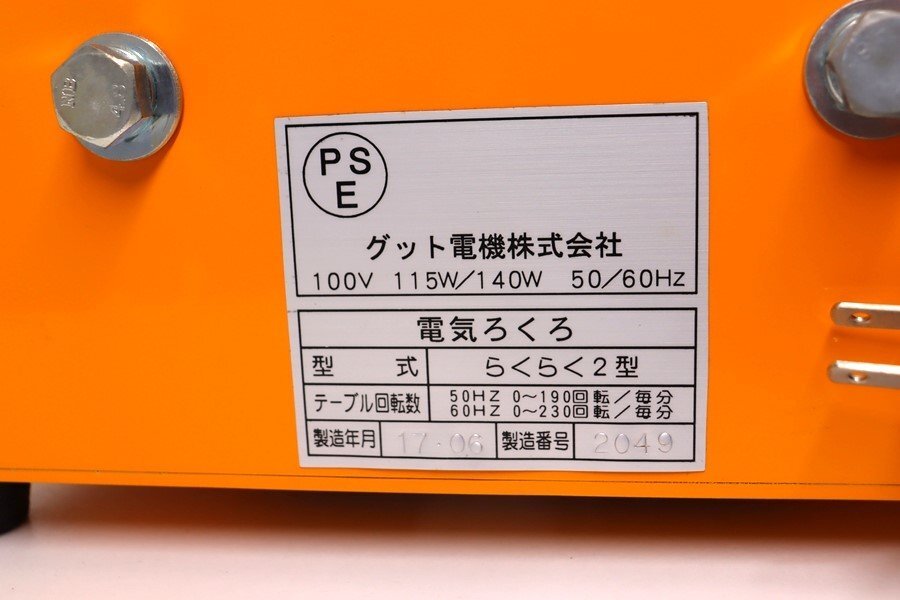 PS
E
グット電機株式会社
100V 115W/140W 50/60Hz
電気ろくろ
型式 らくらく2型
テーブル回転数 50HZ 0〜190回転/毎分
60HZ 0〜230回転/毎分
製造年月 17 06 製造番号 2049
4.8